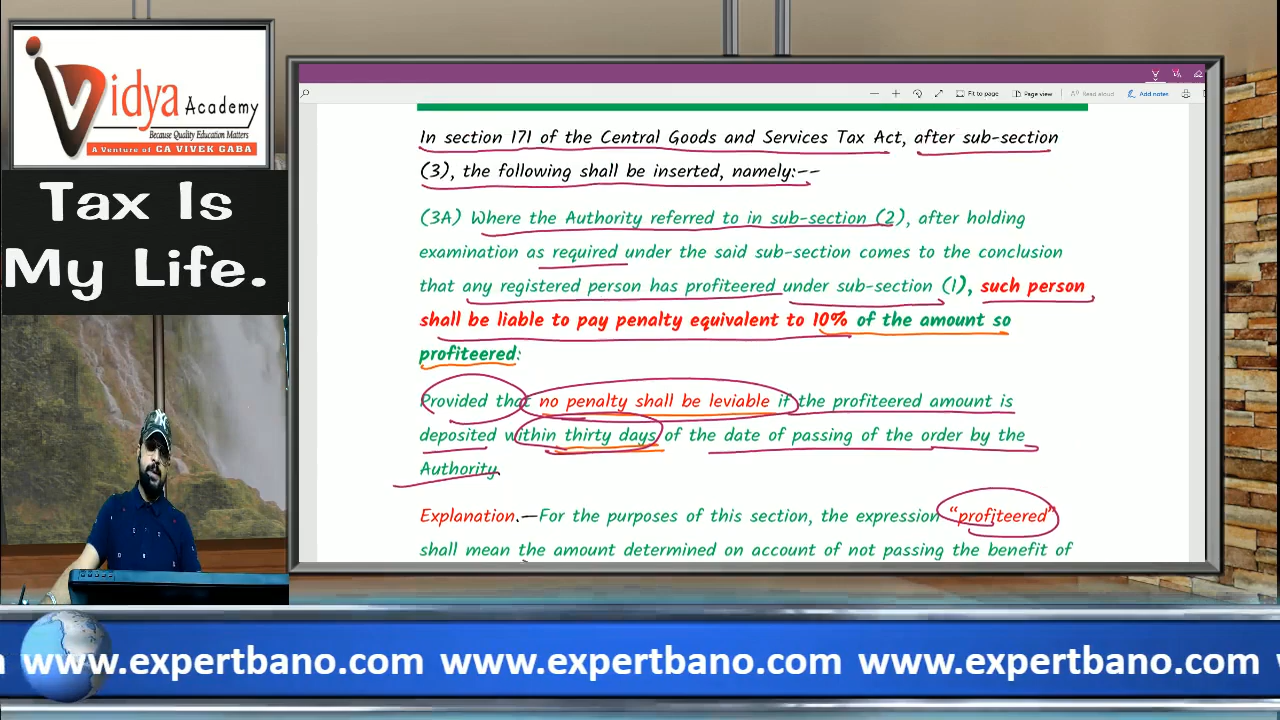 iVidya Academy
Because Quality Education Matters
A Venture of CA VIVEK GABA
Tax Is
My Life.
Fit to page
Page view
Read aloud
Add notes
In section 171 of the Central Goods and Services Tax Act, after sub-section
(3), the following shall be inserted, namely:--
(3A) Where the Authority referred to in sub-section (2), after holding
examination as required under the said sub-section comes to the conclusion
that any registered person has profiteered under sub-section (1), such person
shall be liable to pay penalty equivalent to 10% of the amount so
profiteered:
Provided that no penalty shall be leviable if the profiteered amount is
deposited within thirty days of the date of passing of the order by the
Authority.
Explanation.—For the purposes of this section, the expression “profiteered”
shall mean the amount determined on account of not passing the benefit of
www.expertbano.com www.expertbano.com www.expertbano.com